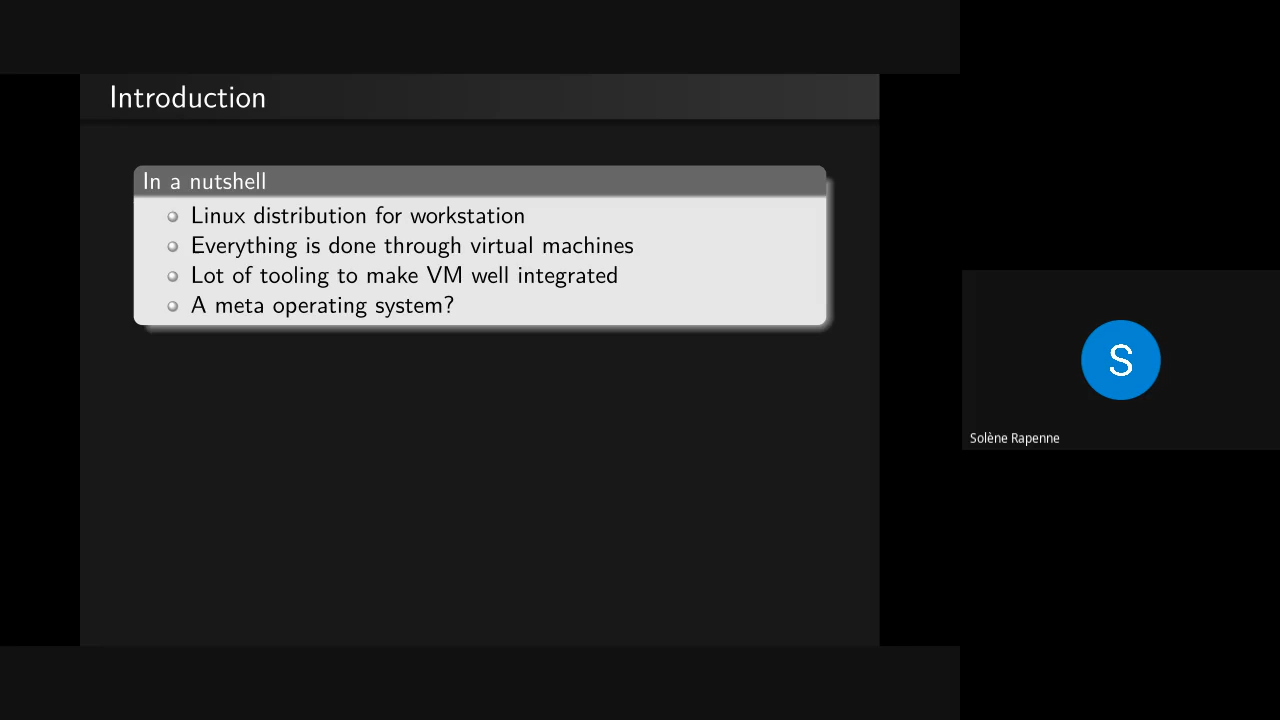 Introduction
In a nutshell
Linux distribution for workstation
Everything is done through virtual machines
Lot of tooling to make VM well integrated
A meta operating system?
S
Solène Rapenne